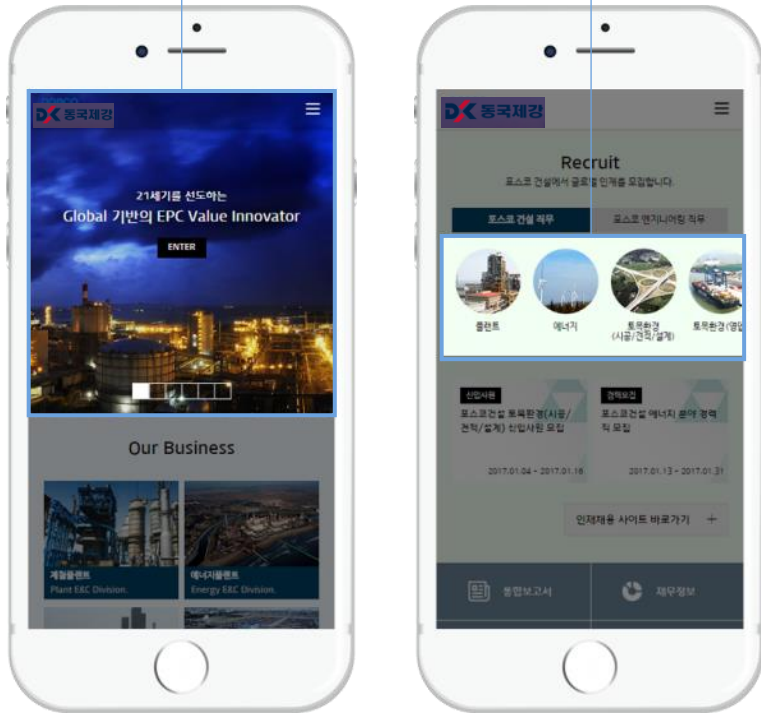 동국제강
21세기를 선도하는
Global 기반의 EPC Value Innovator
ENTER
Our Business
계철플랜트
Plant E&C Division.
에너지플랜트
Energy E&C Division.
동국제강
Recruit
포스코 건설에서 글로벌 인재를 모집합니다.
포스코 건설 직무
포스코 엔지니어링 직무
플랜트
에너지
토목환경
(시공/견적/설계)
토목환경(영업
신입사원
포스코건설 토목환경(시공/
견적/설계) 신입사원 모집
2017.01.04 ~ 2017.01.16
경력모집
포스코건설 에너지 분야 경력
직 모집
2017.01.13 ~ 2017.01.31
인재채용 사이트 바로가기
통합보고서
재무정보